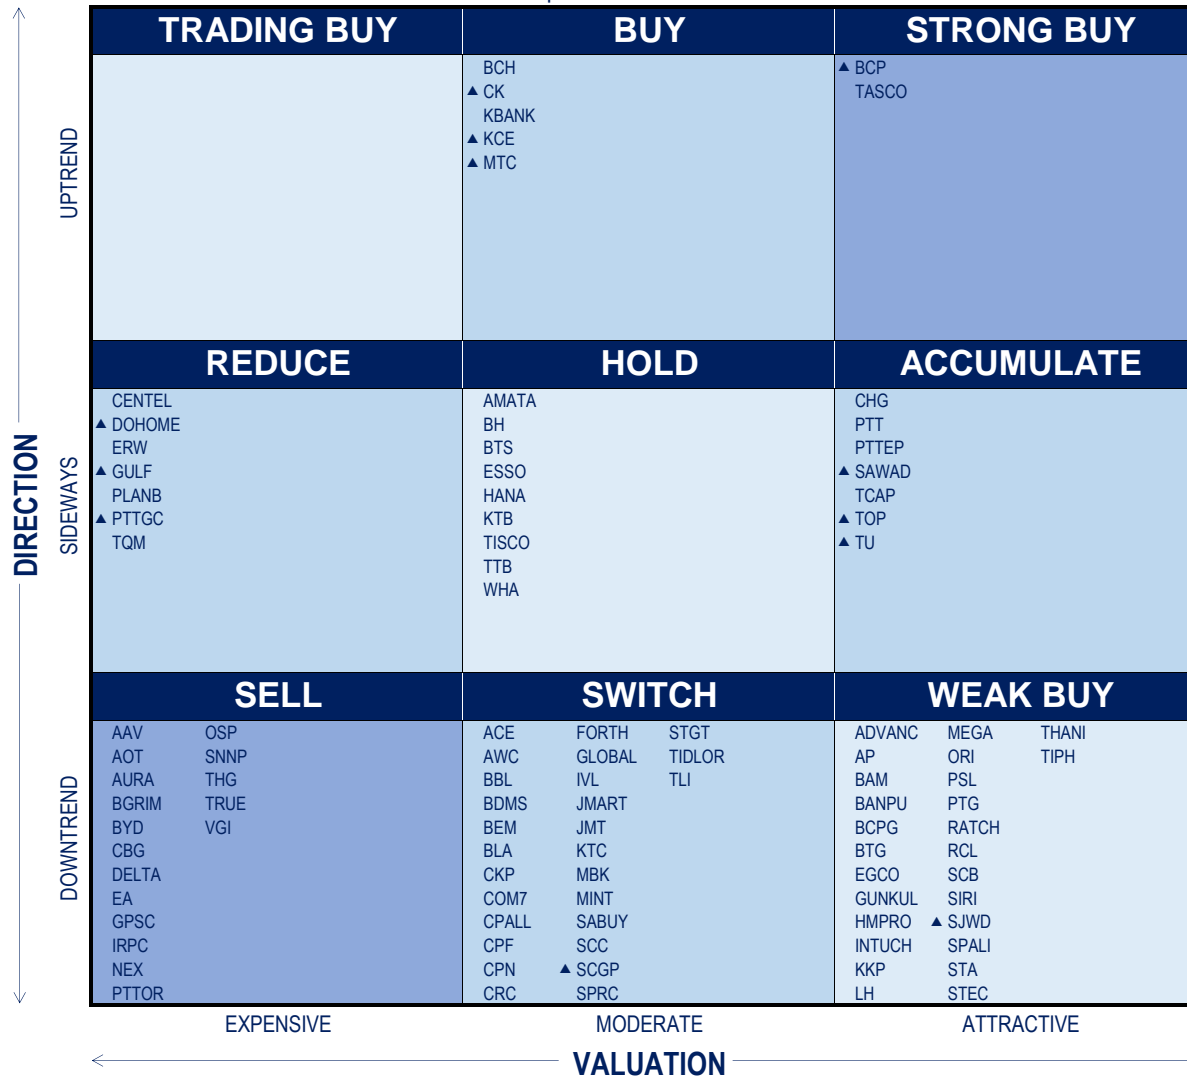 TRADING BUY BUY STRONG BUY
BCH ▲ BCP
▲ CK TASCO
KBANK
▲ KCE
▲ MTC
UPTREND
REDUCE HOLD ACCUMULATE
CENTEL AMATA CHG
▲ DOHOME BH PTT
ERW BTS PTTEP
▲ GULF ESSO ▲ SAWAD
PLANB HANA TCAP
▲ PTTGC KTB ▲ TOP
TQM TISCO ▲ TU
TTB
WHA
DIRECTION
SIDEWAYS
SELL SWITCH WEAK BUY
AAV OSP ACE FORTH STGT ADVANC MEGA THANI
AOT SNNP AWC GLOBAL TIDLOR AP ORI TIPH
AURA THG BBL IVL TLI BAM PSL
BGRIM TRUE BDMS JMART BANPU PTG
BYD VGI BEM JMT BCPG RATCH
CBG BLA KTC BTG RCL
DELTA CKP MBK EGCO SCB
EA COM7 MINT GUNKUL SIRI
GPSC CPALL SABUY HMPRO ▲ SJWD
IRPC CPF SCC INTUCH SPALI
NEX CPN ▲ SCGP KKP STA
PTTOR CRC SPRC LH STEC
DOWNTREND
EXPENSIVE MODERATE ATTRACTIVE
VALUATION